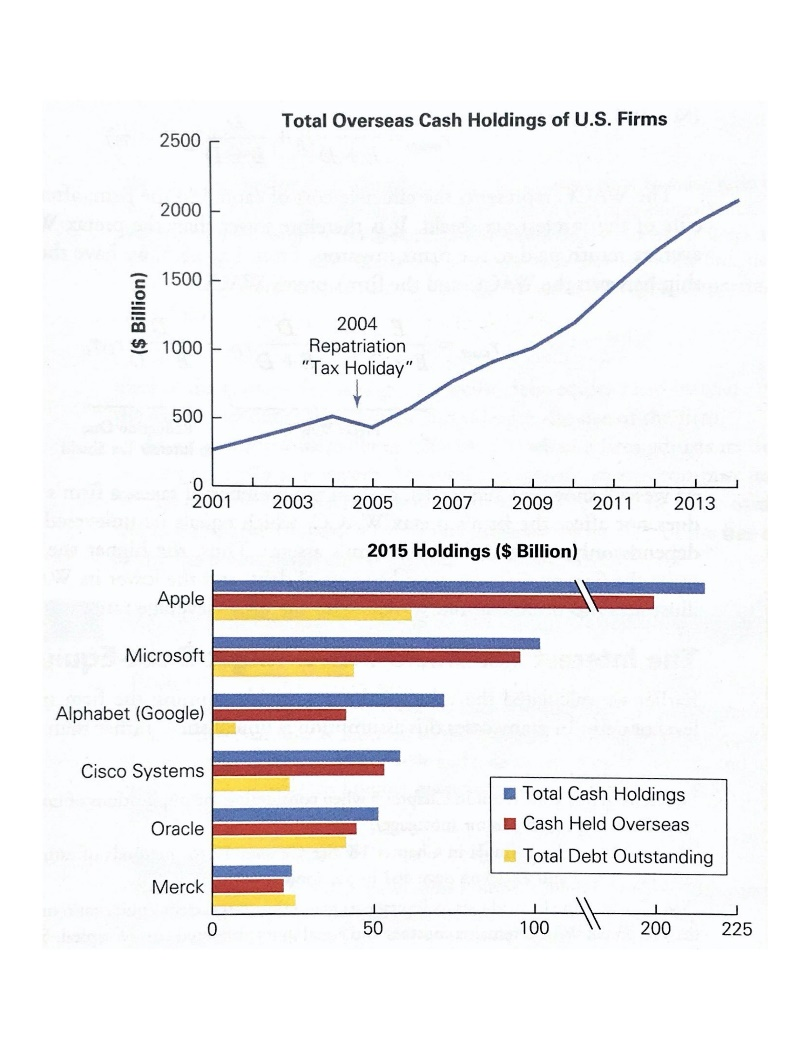 Total Overseas Cash Holdings of U.S. Firms
2500
2000
1500
1000
500
0
($ Billion)
2004
Repatriation
"Tax Holiday"
2001 2003 2005 2007 2009 2011 2013
2015 Holdings ($ Billion)
Apple
Microsoft
Alphabet (Google)
Cisco Systems
Oracle
Merck
Total Cash Holdings
Cash Held Overseas
Total Debt Outstanding
0 50 100 200 225